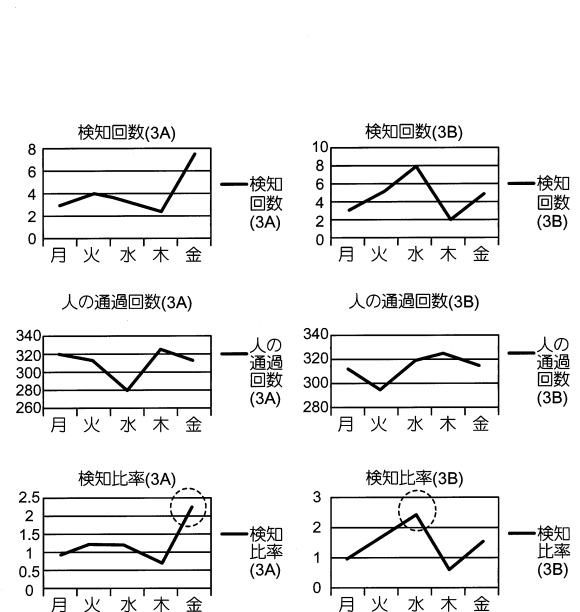 検知回数(3A)
8
6
4
2
0
月 火 水 木 金
検知
回数
(3A)
検知回数(3B)
10
8
6
4
2
0
月 火 水 木 金
検知
回数
(3B)
人の通過回数(3A)
340
320
300
280
260
月 火 水 木 金
人の
通過
回数
(3A)
人の通過回数(3B)
340
320
300
280
月 火 水 木 金
人の
通過
回数
(3B)
検知比率(3A)
2.5
2
1.5
1
0.5
0
月 火 水 木 金
検知
比率
(3A)
検知比率(3B)
3
2
1
0
月 火 水 木 金
検知
比率
(3B)